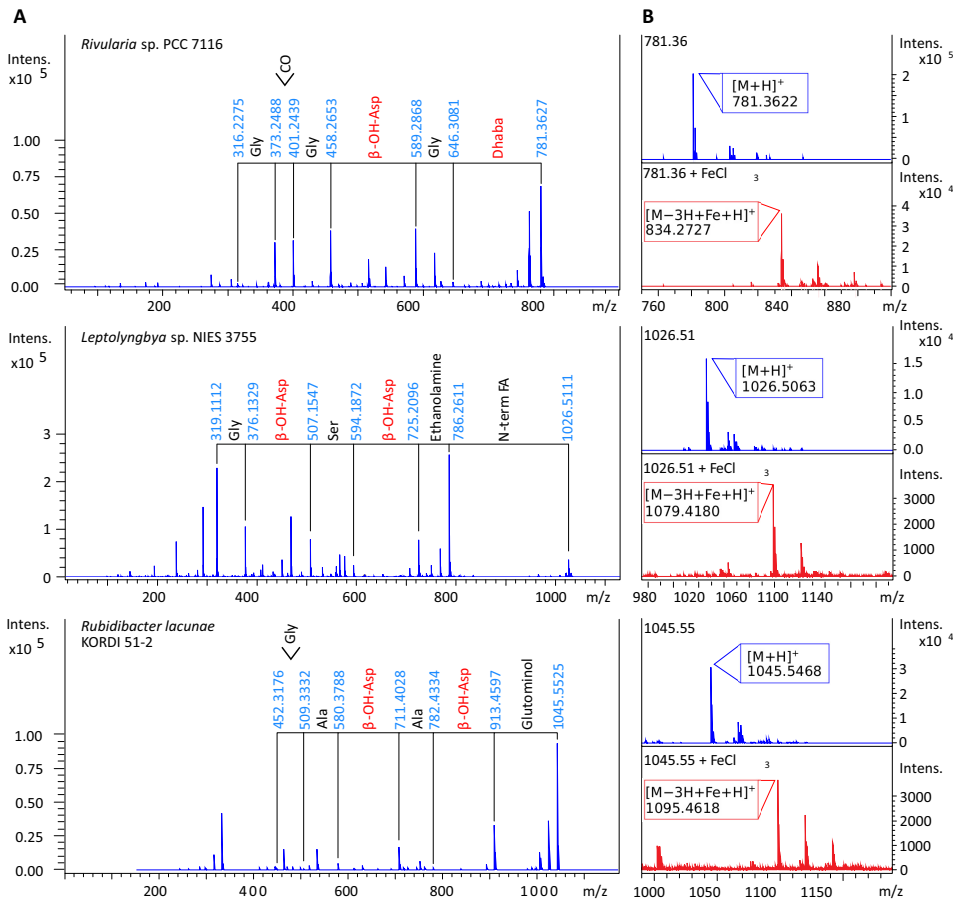 A
Rivularia sp. PCC 7116
Intens.
x10 5
CO
316.2275
Gly
373.2488
401.2439
Gly
458.2653
β-OH-Asp
589.2868
Gly
646.3081
Dhaba
781.3627
1.00
0.75
0.50
0.25
0.00
200
400
600
800
m/z
B
781.36
Intens.
x10 5
[M+H]+
781.3622
2
1
0
781.36 + FeCl 3
x10 4
[M−3H+Fe+H]+
834.2727
4
3
2
1
0
760
800
840
880
m/z
Leptolyngbya sp. NIES 3755
Intens.
x10 5
319.1112
Gly
376.1329
β-OH-Asp
507.1547
Ser
594.1872
β-OH-Asp
725.2096
Ethanolamine
786.2611
N-term FA
1026.5111
3
2
1
0
200
400
600
800
1000
m/z
1026.51
Intens.
x10 4
[M+H]+
1026.5063
1.5
1.0
0.5
0.0
1026.51 + FeCl 3
Intens.
[M−3H+Fe+H]+
1079.4180
3000
2000
1000
0
980
1020
1060
1100
1140
m/z
Rubidibacter lacunae
KORDI 51-2
Intens.
x10 5
Gly
452.3176
509.3332
Ala
580.3788
β-OH-Asp
711.4028
Ala
782.4334
β-OH-Asp
913.4597
Glutominol
1045.5525
1.00
0.75
0.50
0.25
0.00
200
400
600
800
1000
m/z
1045.55
Intens.
x10 4
[M+H]+
1045.5468
3
2
1
0
1045.55 + FeCl 3
Intens.
[M−3H+Fe+H]+
1095.4618
3000
2000
1000
0
1000
1050
1100
1150
m/z